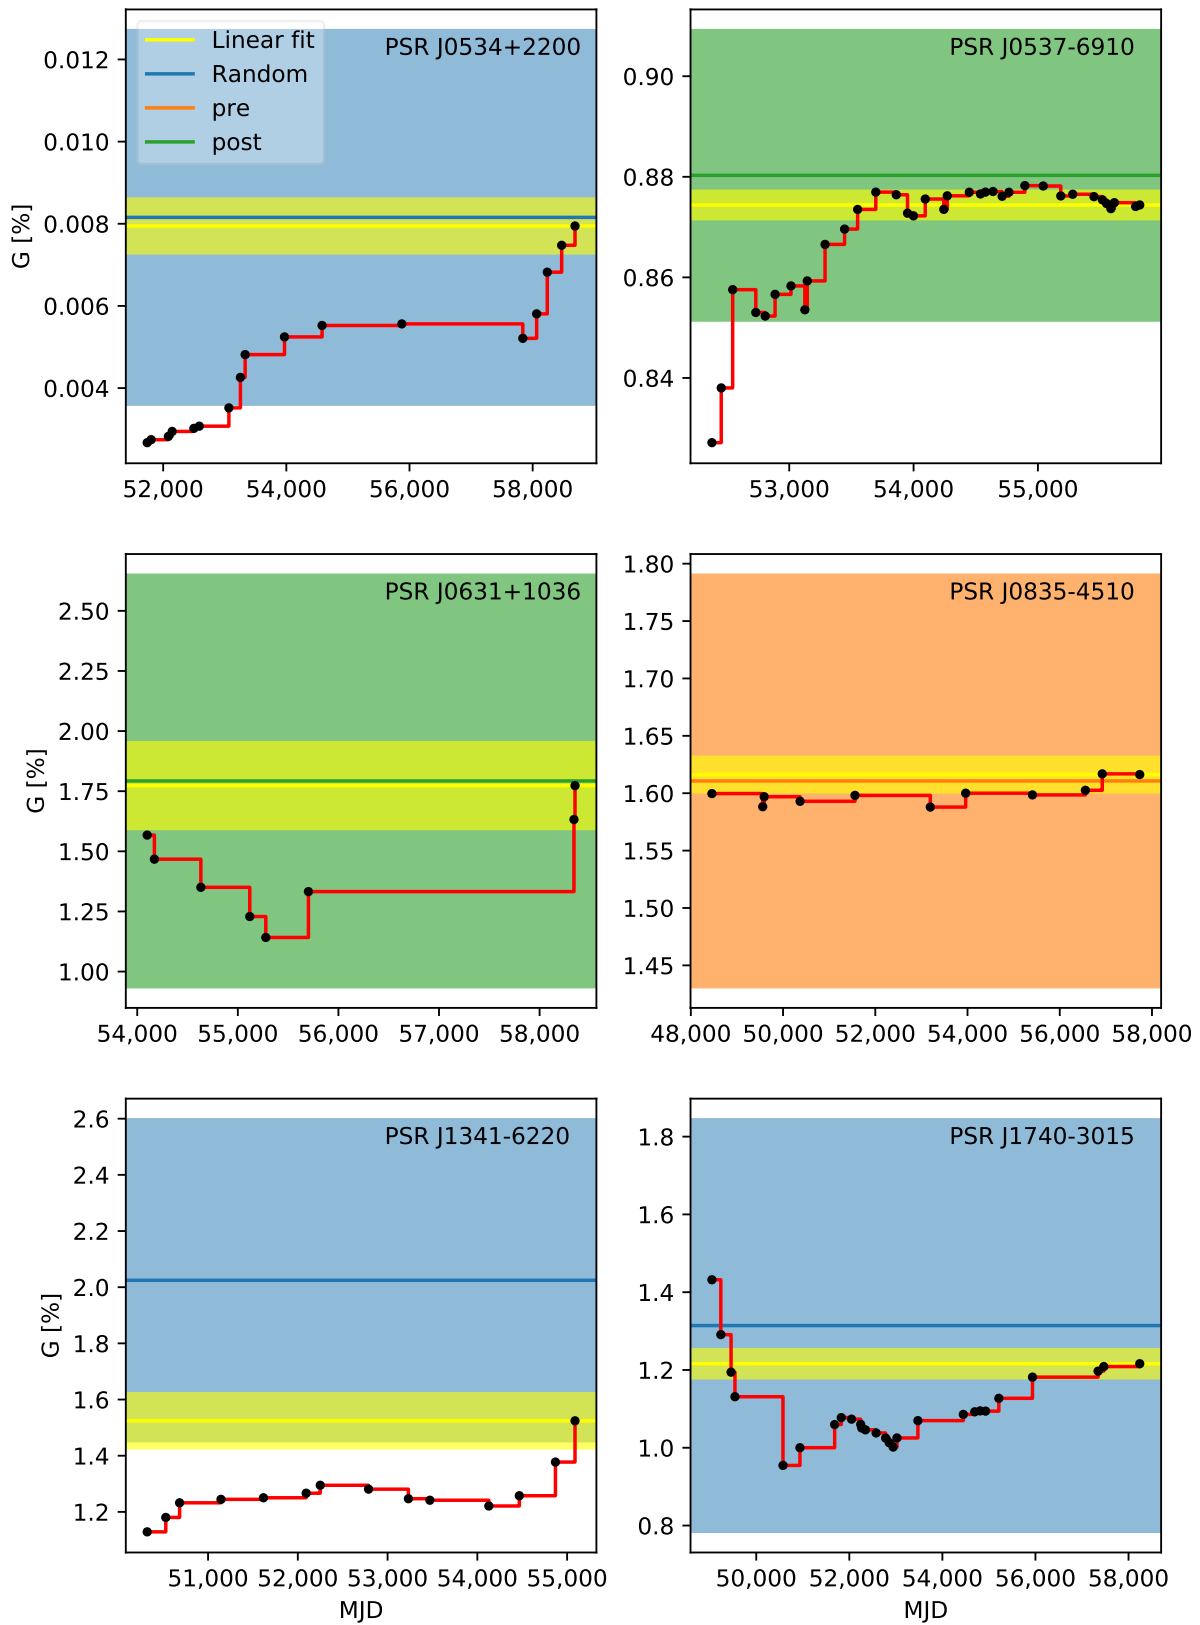 PSR J0534+2200
Linear fit
Random
pre
post
0.012
0.010
0.008
0.006
0.004
G [%]
52,000 54,000 56,000 58,000
PSR J0537-6910
0.90
0.88
0.86
0.84
53,000 54,000 55,000
PSR J0631+1036
2.50
2.25
2.00
1.75
1.50
1.25
1.00
G [%]
54,000 55,000 56,000 57,000 58,000
PSR J0835-4510
1.80
1.75
1.70
1.65
1.60
1.55
1.50
1.45
48,000 50,000 52,000 54,000 56,000 58,000
PSR J1341-6220
2.6
2.4
2.2
2.0
1.8
1.6
1.4
1.2
G [%]
51,000 52,000 53,000 54,000 55,000
MJD
PSR J1740-3015
1.8
1.6
1.4
1.2
1.0
0.8
50,000 52,000 54,000 56,000 58,000
MJD